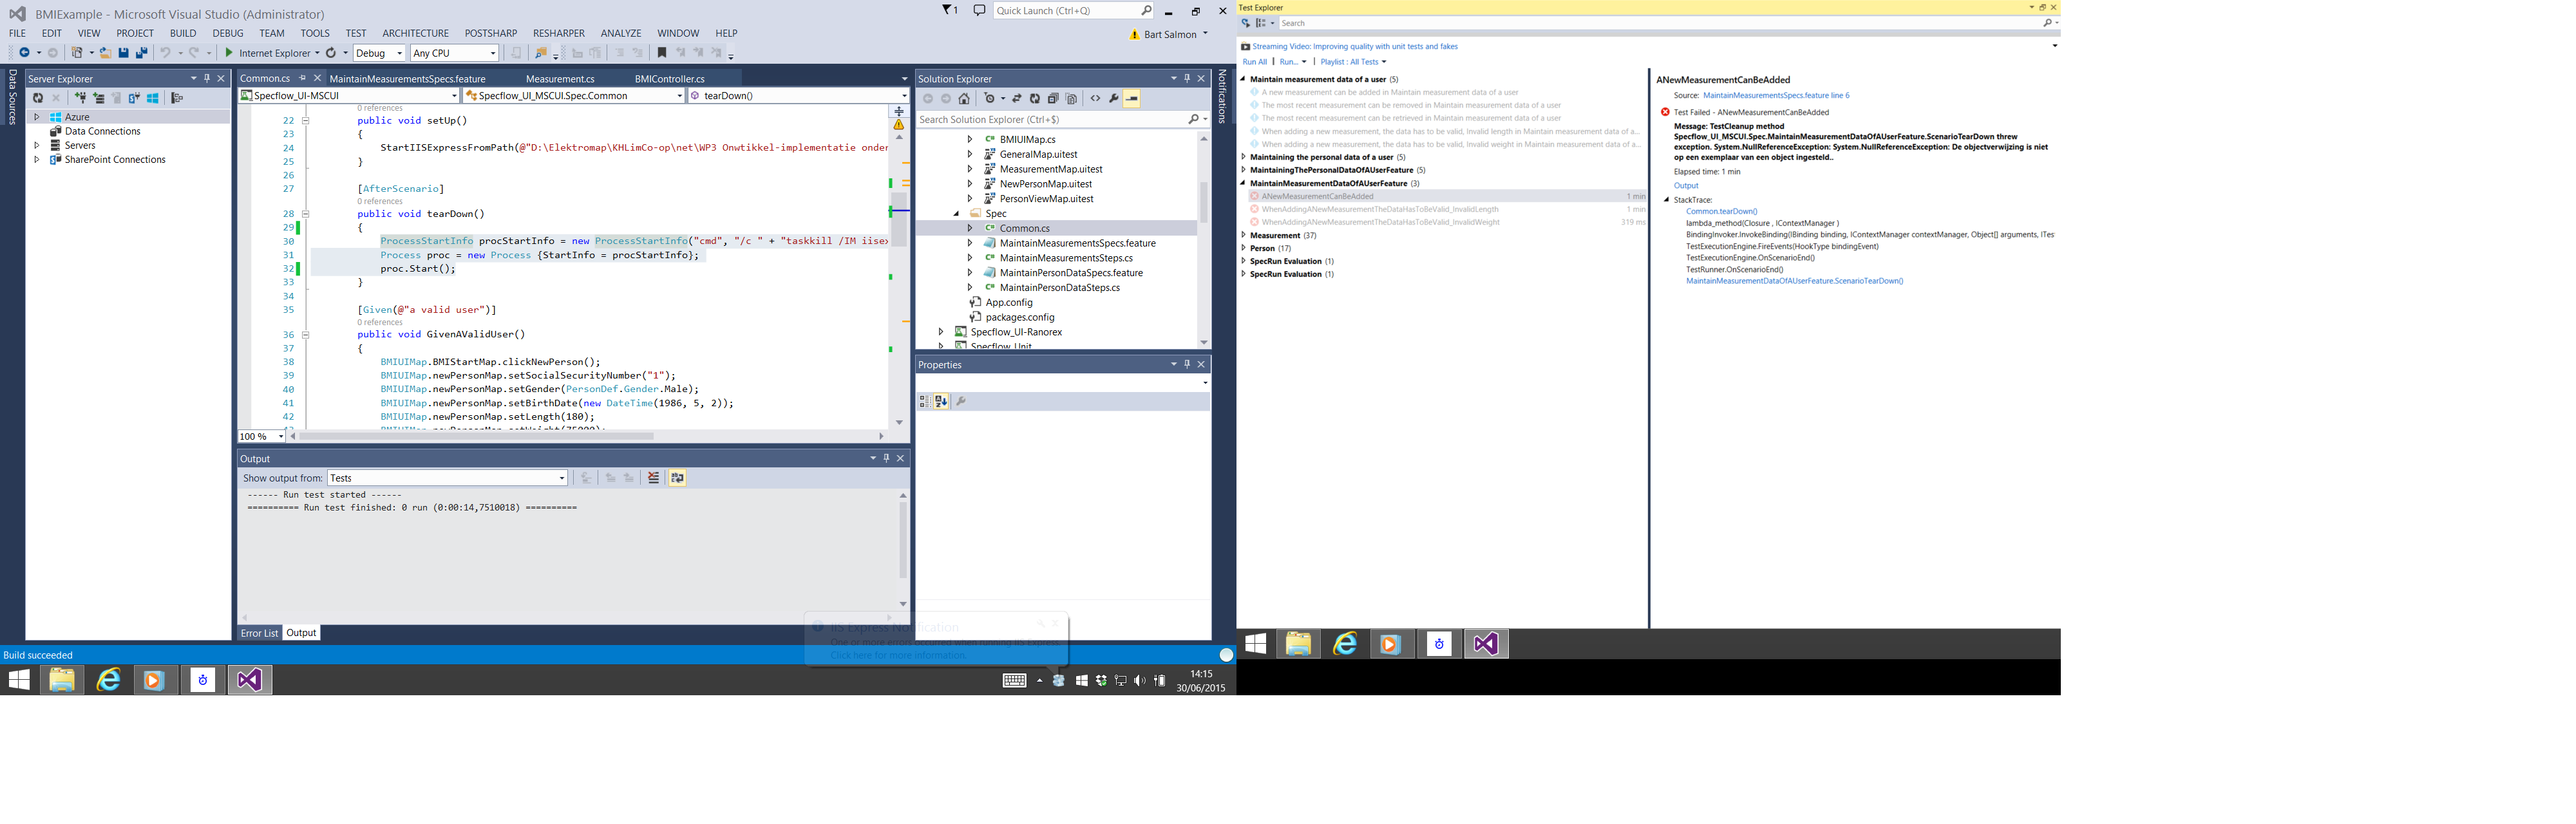 BMIExample - Microsoft Visual Studio (Administrator)
1
Quick Launch (Ctrl+Q)
FILE EDIT VIEW PROJECT BUILD DEBUG TEAM TOOLS TEST ARCHITECTURE POSTSHARP RESHARPER ANALYZE WINDOW HELP
Bart Salmon
Internet Explorer
Debug
Any CPU
Data Sources
Server Explorer
Azure
Data Connections
Servers
SharePoint Connections
Common.cs MaintainMeasurementsSpecs.feature Measurement.cs BMIController.cs
Specflow_UI-MSCUI Specflow_UI_MSCUI.Spec.Common tearDown()
0 references
22 public void setUp()
23 {
24 StartIISExpressFromPath(@"D:\Elektromap\KHLimCo-op\net\WP3 Onwtikkel-implementatie onder
25 }
26
27 [AfterScenario]
0 references
28 public void tearDown()
29 {
30 ProcessStartInfo procStartInfo = new ProcessStartInfo("cmd", "/c " + "taskkill /IM iisex
31 Process proc = new Process {StartInfo = procStartInfo};
32 proc.Start();
33 }
34
35 [Given(@"a valid user")]
0 references
36 public void GivenAValidUser()
37 {
38 BMIUIMap.BMIStartMap.clickNewPerson();
39 BMIUIMap.newPersonMap.setSocialSecurityNumber("1");
40 BMIUIMap.newPersonMap.setGender(PersonDef.Gender.Male);
41 BMIUIMap.newPersonMap.setBirthDate(new DateTime(1986, 5, 2));
42 BMIUIMap.newPersonMap.setLength(180);
100 %
Output
Show output from: Tests
------ Run test started ------
========== Run test finished: 0 run (0:00:14,7510018) ==========
Error List Output
Solution Explorer
Search Solution Explorer (Ctrl+$)
BMIUIMap.cs
GeneralMap.uitest
MeasurementMap.uitest
NewPersonMap.uitest
PersonViewMap.uitest
Spec
Common.cs
MaintainMeasurementsSpecs.feature
MaintainMeasurementsSteps.cs
MaintainPersonDataSpecs.feature
MaintainPersonDataSteps.cs
App.config
packages.config
Specflow_UI-Ranorex
Specflow_Unit
Properties
Notifications
IIS Express Notification
One or more errors occurred when running IIS Express.
Click here for more information.
Build succeeded
14:15
30/06/2015
Test Explorer
Search
Streaming Video: Improving quality with unit tests and fakes
Run All Run... Playlist : All Tests
Maintain measurement data of a user (5)
A new measurement can be added in Maintain measurement data of a user
The most recent measurement can be removed in Maintain measurement data of a user
The most recent measurement can be retrieved in Maintain measurement data of a user
When adding a new measurement, the data has to be valid, Invalid length in Maintain measurement data of a...
When adding a new measurement, the data has to be valid, Invalid weight in Maintain measurement data of a...
Maintaining the personal data of a user (5)
MaintainingThePersonalDataOfAUserFeature (5)
MaintainMeasurementDataOfAUserFeature (3)
ANewMeasurementCanBeAdded 1 min
WhenAddingANewMeasurementTheDataHasToBeValid_InvalidLength 1 min
WhenAddingANewMeasurementTheDataHasToBeValid_InvalidWeight 319 ms
Measurement (37)
Person (17)
SpecRun Evaluation (1)
SpecRun Evaluation (1)
ANewMeasurementCanBeAdded
Source: MaintainMeasurementsSpecs.feature line 6
Test Failed - ANewMeasurementCanBeAdded
Message: TestCleanup method
Specflow_UI_MSCUI.Spec.MaintainMeasurementDataOfAUserFeature.ScenarioTearDown threw
exception. System.NullReferenceException: System.NullReferenceException: De objectverwijzing is niet
op een exemplaar van een object ingesteld..
Elapsed time: 1 min
Output
StackTrace:
Common.tearDown()
lambda_method(Closure , IContextManager )
BindingInvoker.InvokeBinding(IBinding binding, IContextManager contextManager, Object[] arguments, ITes
TestExecutionEngine.FireEvents(HookType bindingEvent)
TestExecutionEngine.OnScenarioEnd()
TestRunner.OnScenarioEnd()
MaintainMeasurementDataOfAUserFeature.ScenarioTearDown()